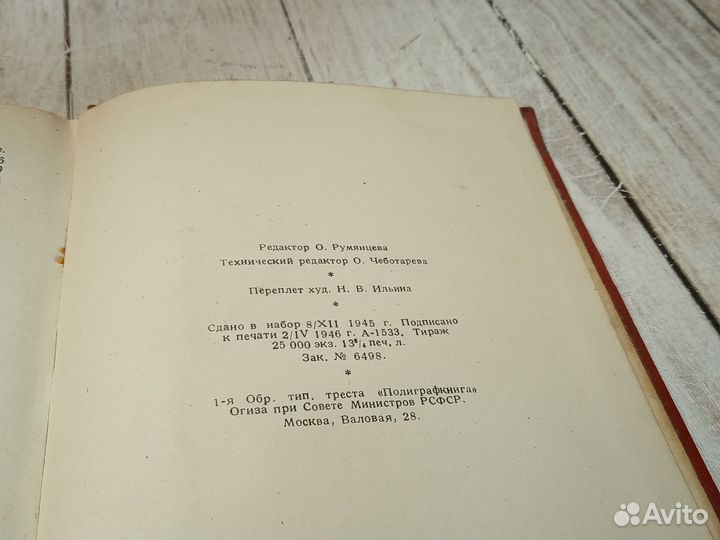 г.
6
9
Редактор О. Румянцева
Технический редактор О. Чеботарева
*
Переплет худ. Н. В. Ильина
*
Сдано в набор 8/XII 1945 г. Подписано
к печати 2/IV 1946 г. А-1533. Тираж
25 000 экз. 13³/₄ печ. л.
Зак. № 6498.
*
1-я Обр. тип. треста «Полиграфкнига»
Огиза при Совете Министров РСФСР.
Москва, Валовая, 28.
Avito